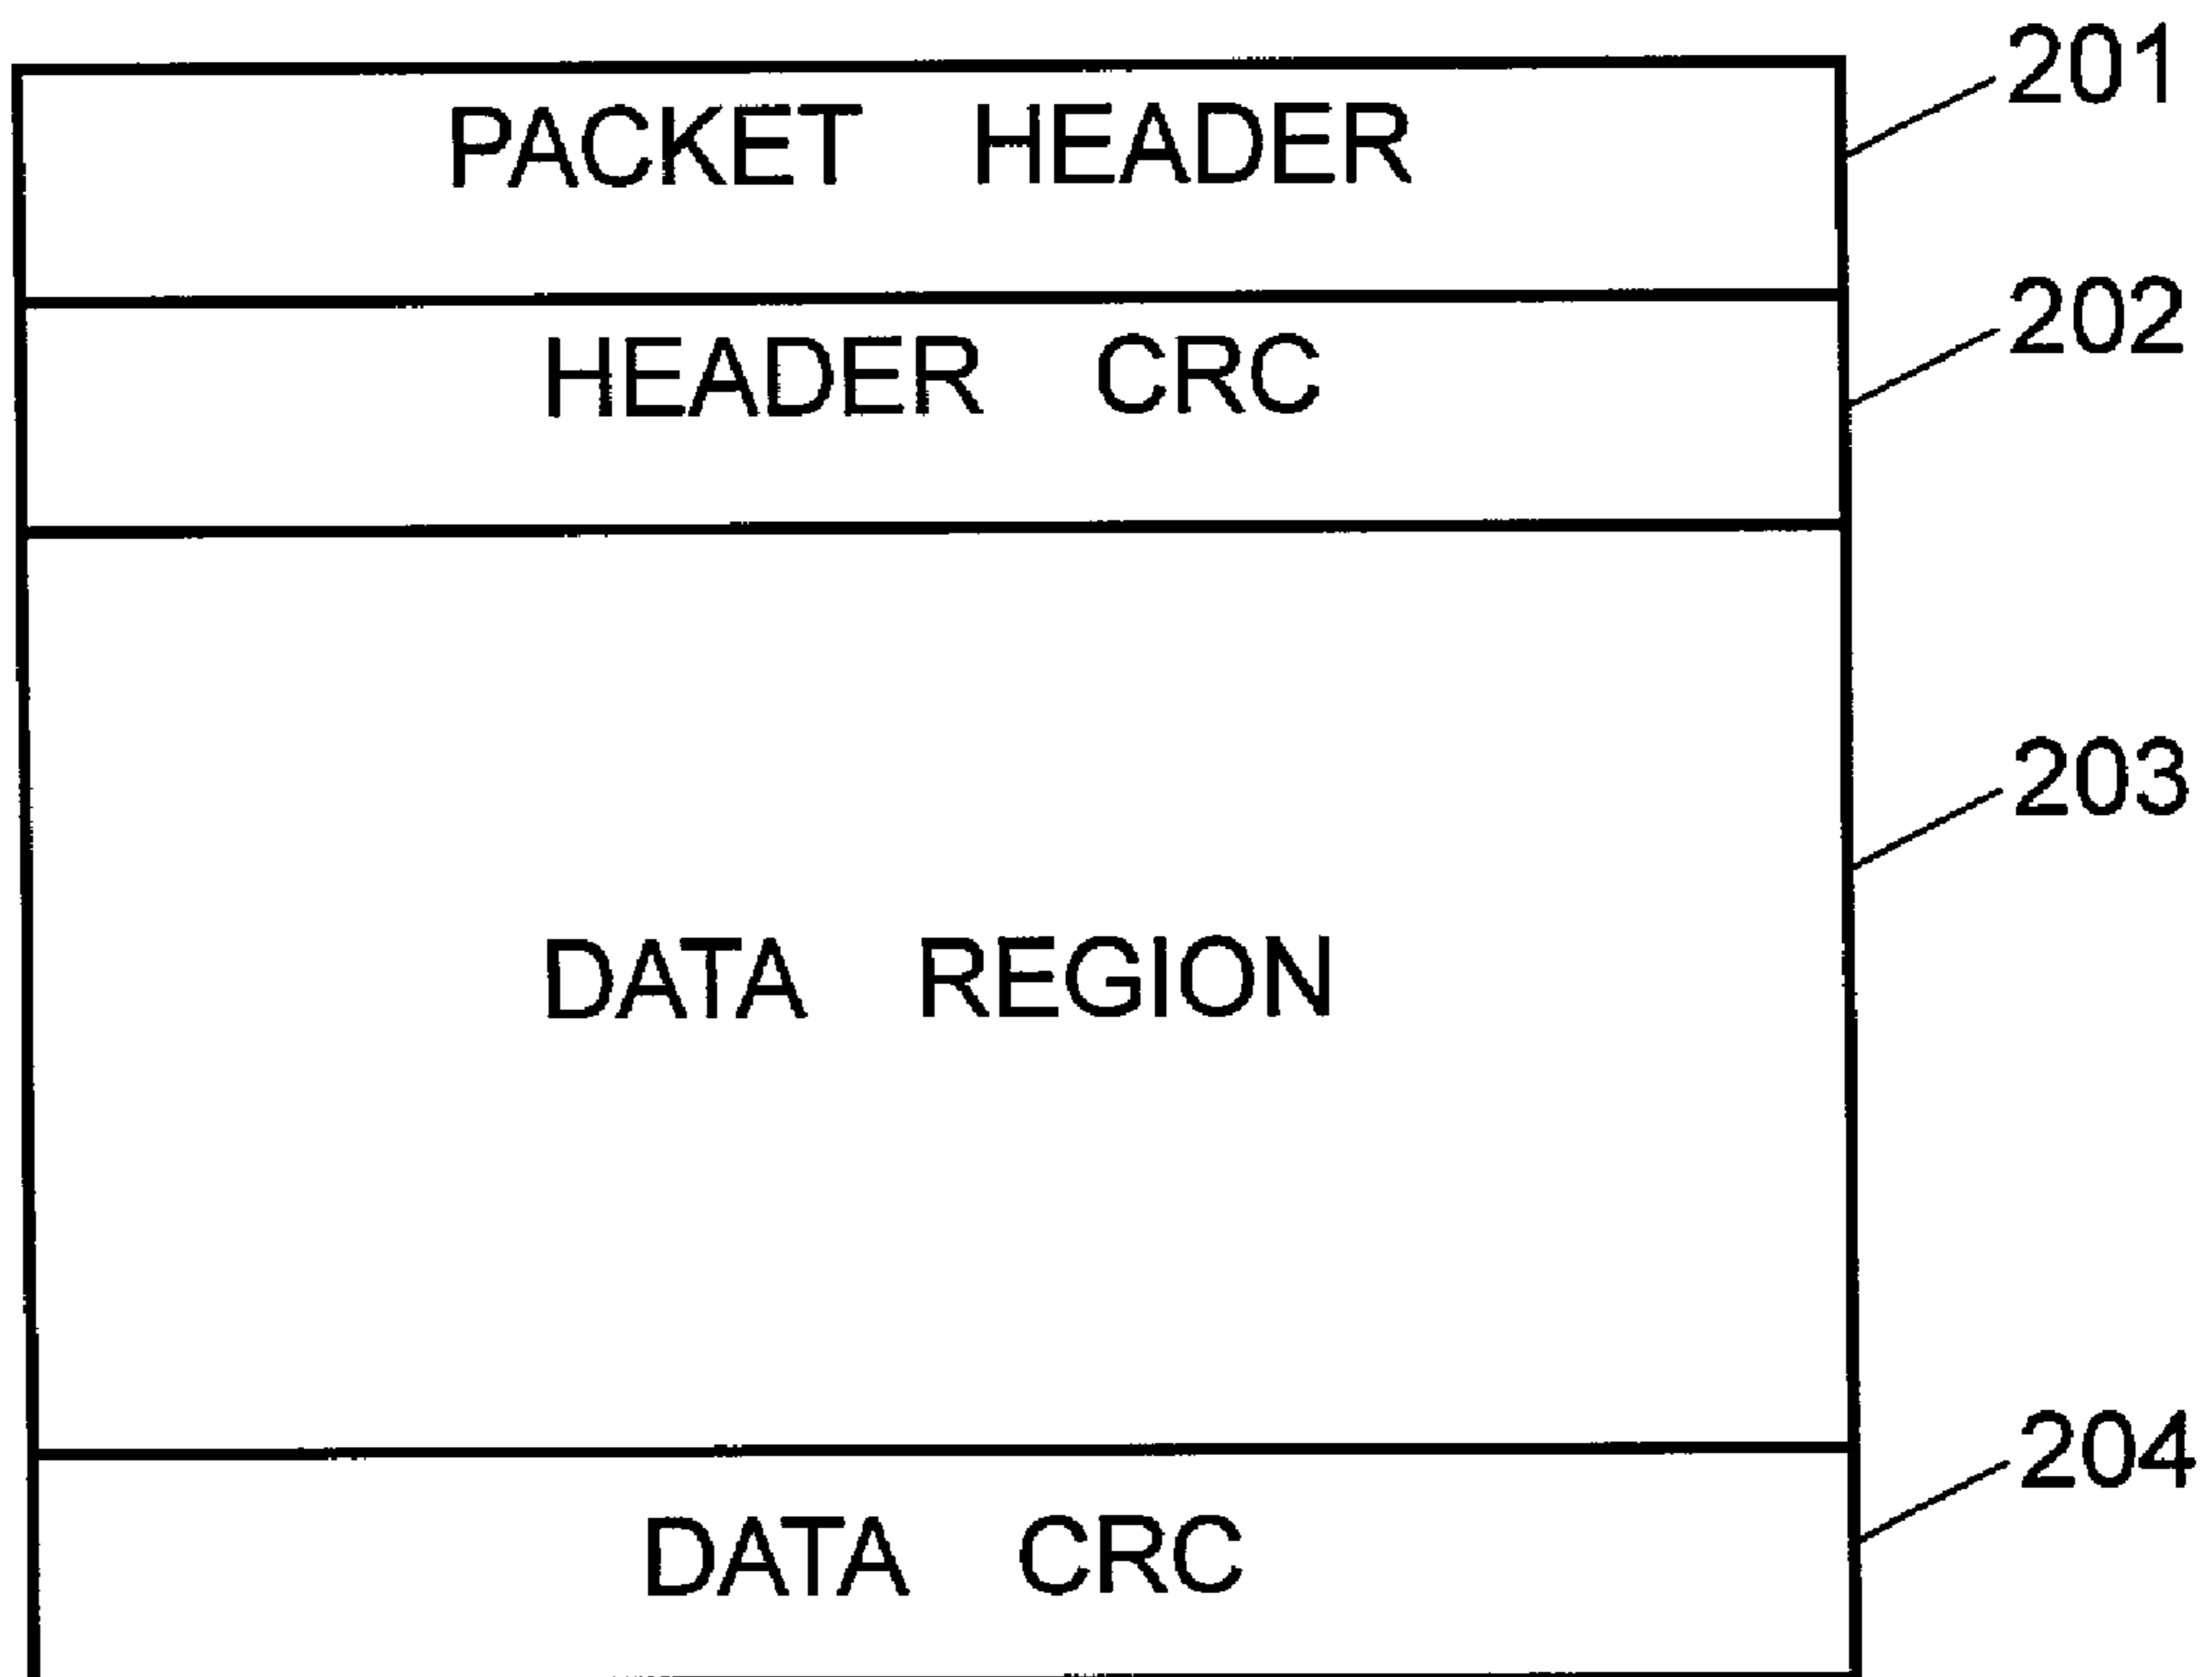 201
PACKET HEADER
202
HEADER CRC
203
DATA REGION
204
DATA CRC